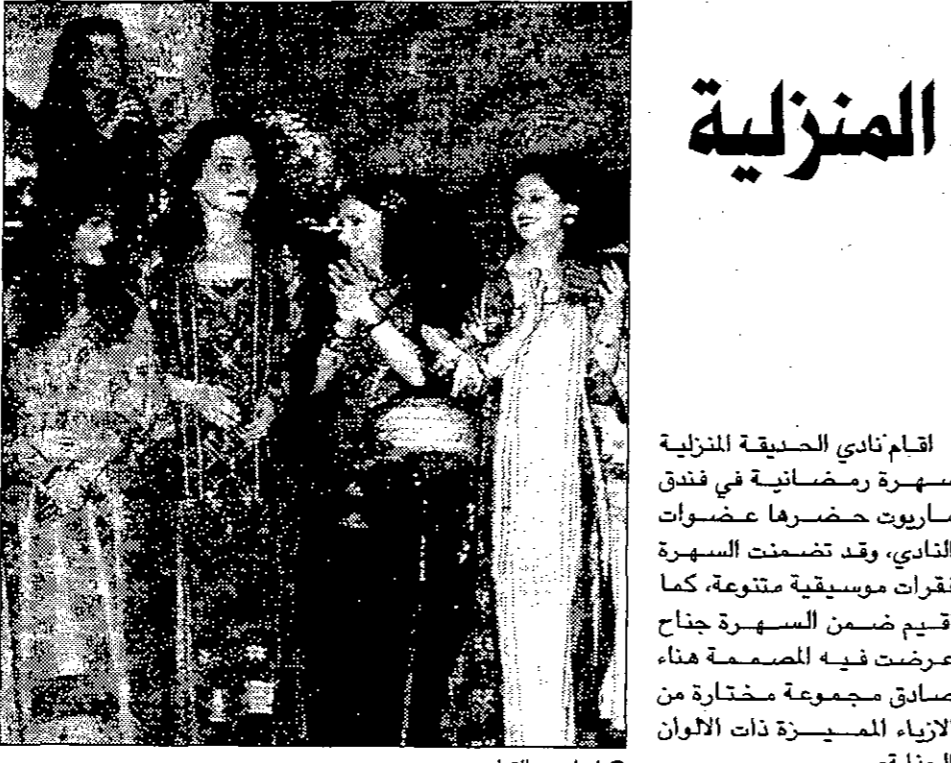 المنزلية
اقام نادي الحديقة المنزلية
سهرة رمضانية في فندق
ماريوت حضرها عضوات
النادي، وقد تضمنت السهرة
فقرات موسيقية متنوعة، كما
اقيم ضمن السهرة جناح
عرضت فيه المصممة هناء
صادق مجموعة مختارة من
الازياء المميزة ذات الالوان